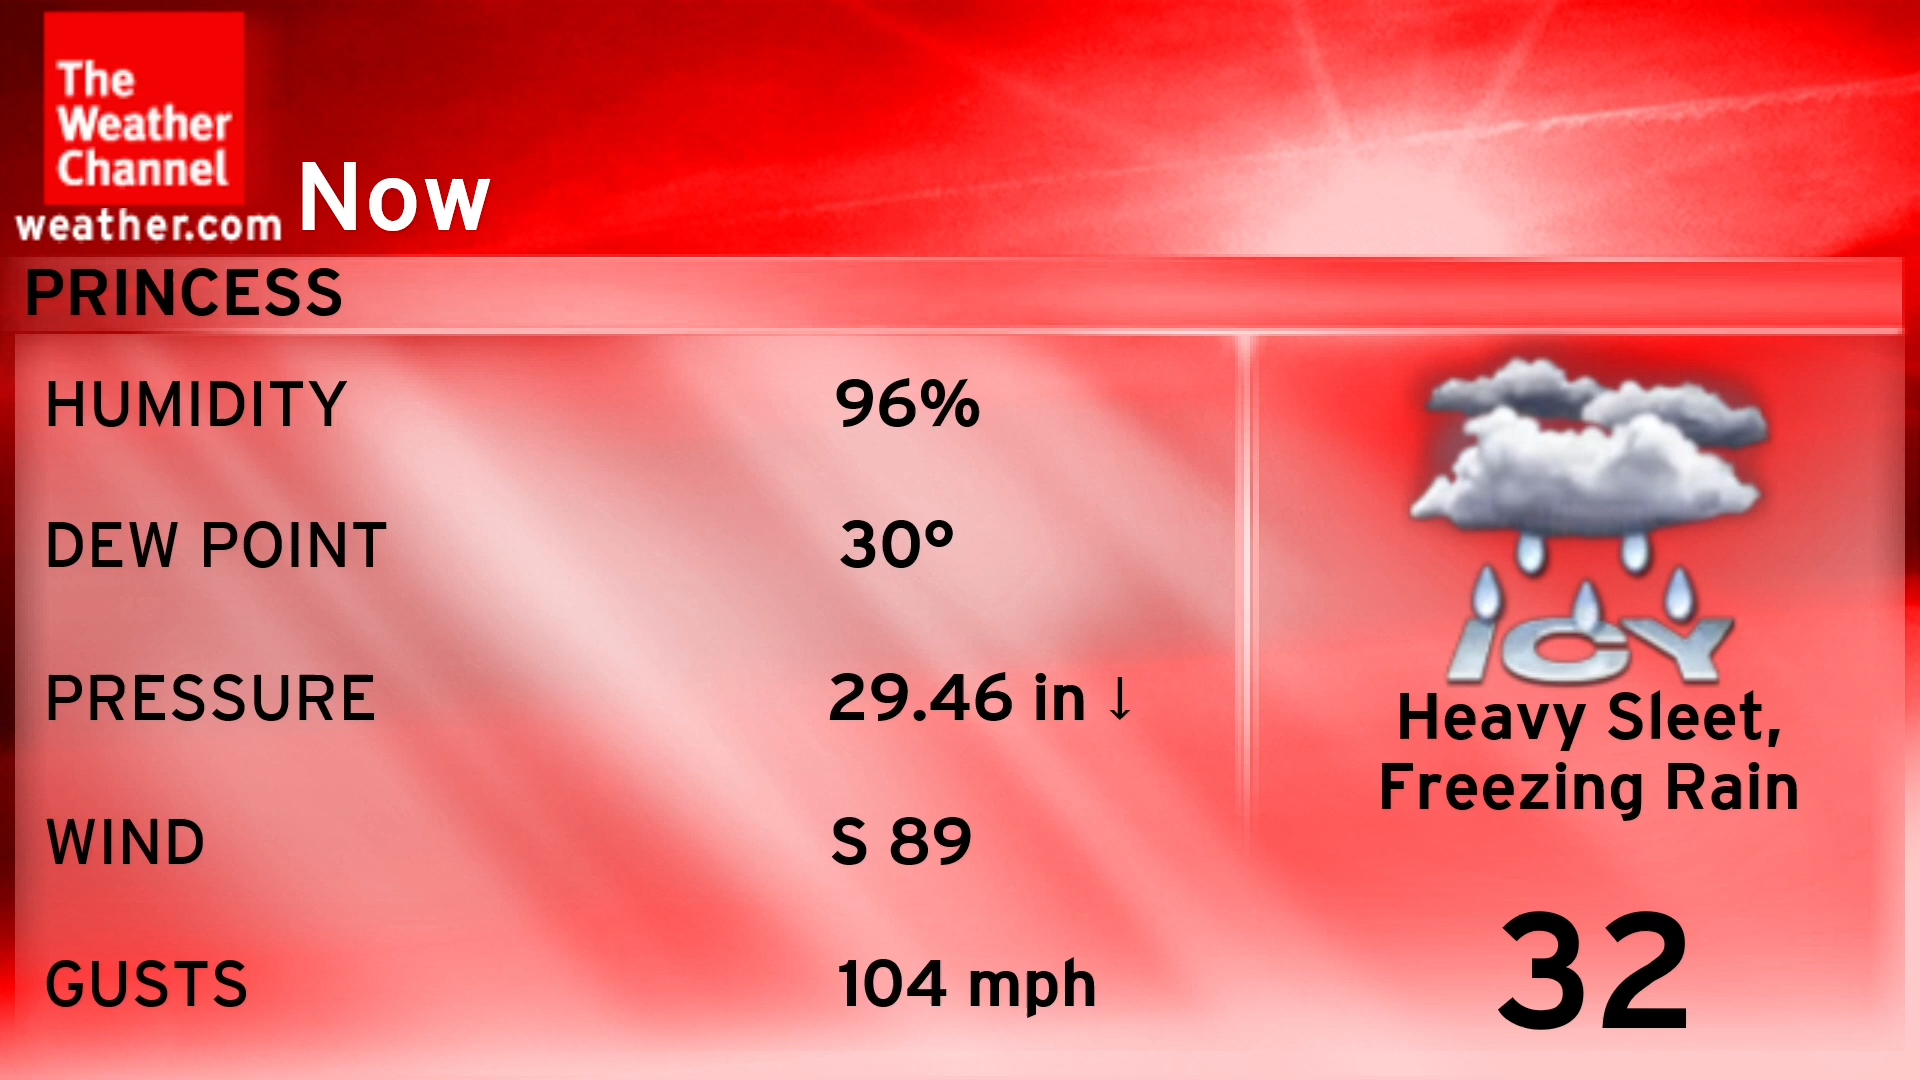 The
Weather
Channel
weather.com
Now
PRINCESS
HUMIDITY 96%
DEW POINT 30°
PRESSURE 29.46 in ↓
WIND S 89
GUSTS 104 mph
ICY
Heavy Sleet,
Freezing Rain
32